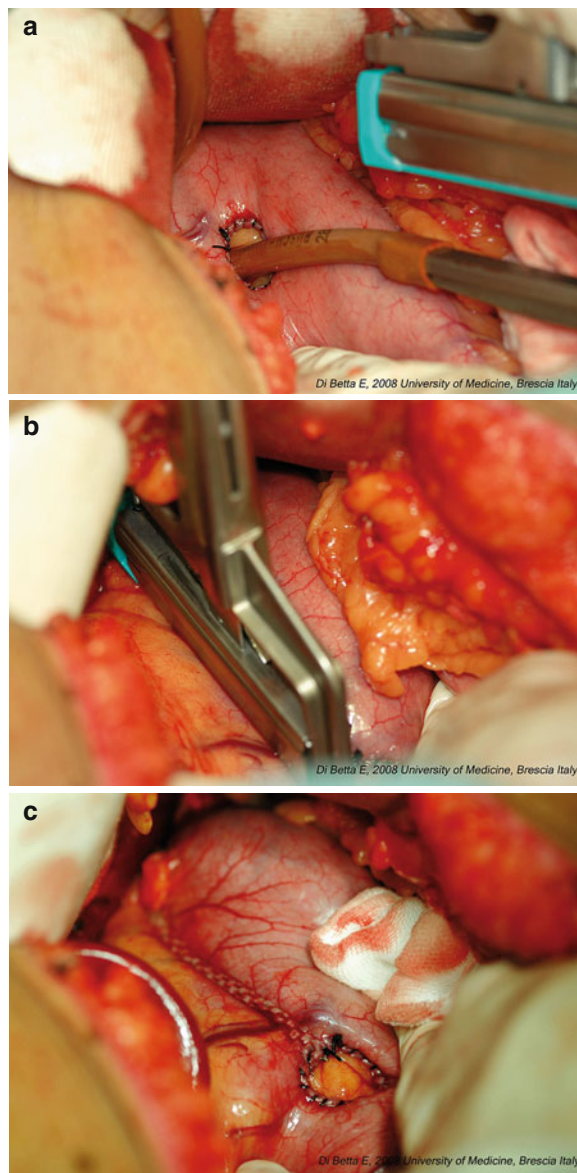 a
Di Betta E, 2008 University of Medicine, Brescia Italy
b
Di Betta E, 2008 University of Medicine, Brescia Italy
c
Di Betta E, 2008 University of Medicine, Brescia Italy